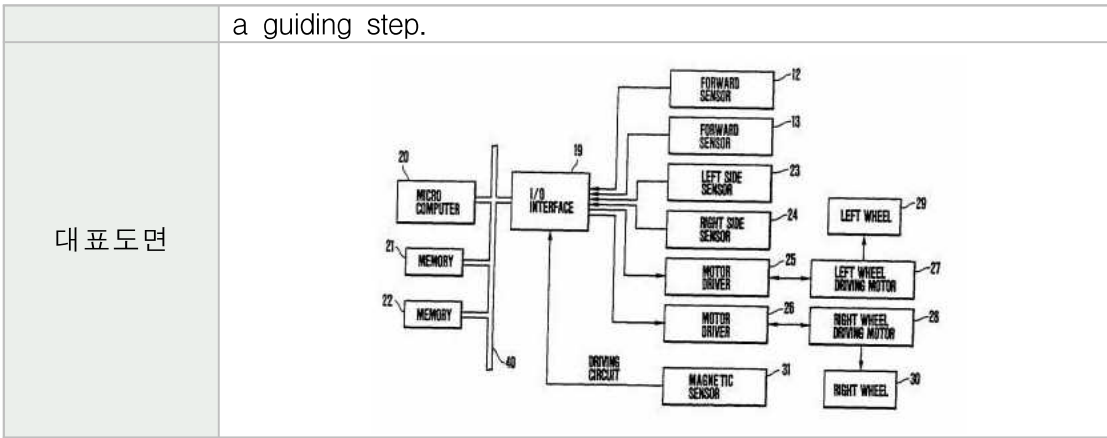 a guiding step.
대표도면
12
FORWARD
SENSOR
13
FORWARD
SENSOR
19
I/O
INTERFACE
20
MICRO
COMPUTER
23
LEFT SIDE
SENSOR
24
RIGHT SIDE
SENSOR
29
LEFT WHEEL
21
MEMORY
25
MOTOR
DRIVER
27
LEFT WHEEL
DRIVING MOTOR
22
MEMORY
26
MOTOR
DRIVER
28
RIGHT WHEEL
DRIVING MOTOR
40
DRIVING
CIRCUIT
31
MAGNETIC
SENSOR
30
RIGHT WHEEL